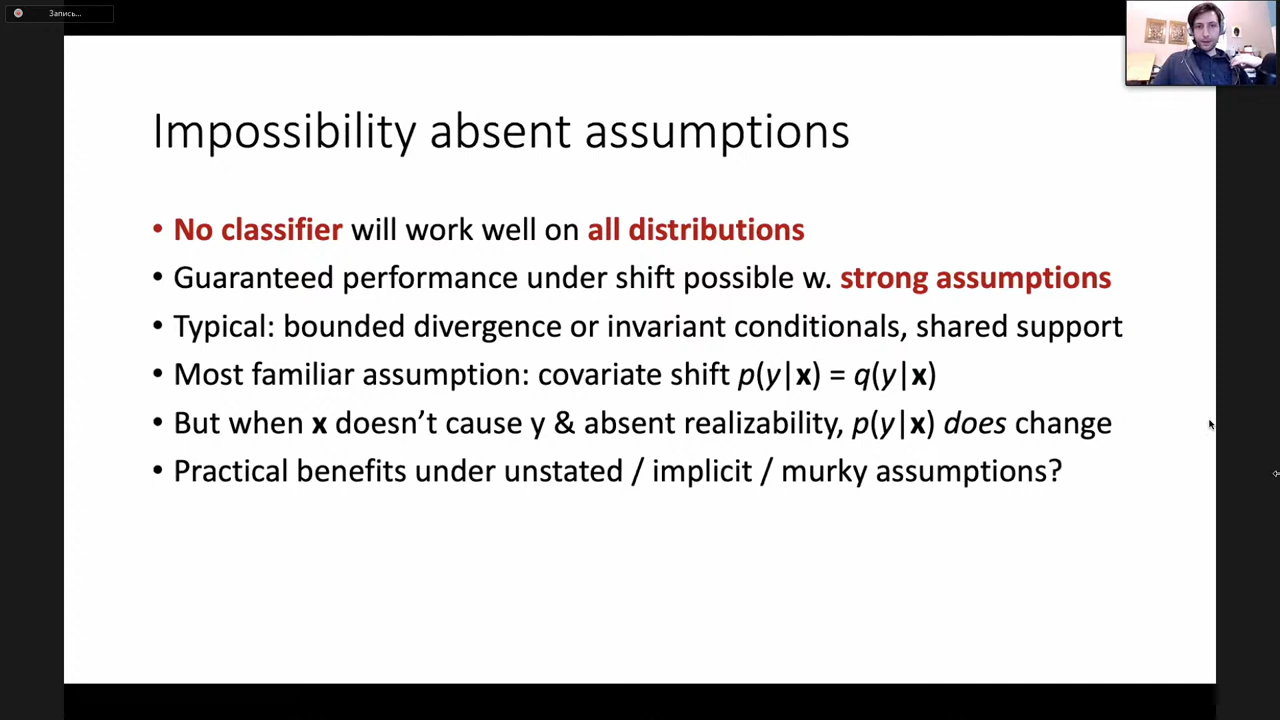 Запись...
Impossibility absent assumptions
• No classifier will work well on all distributions
• Guaranteed performance under shift possible w. strong assumptions
• Typical: bounded divergence or invariant conditionals, shared support
• Most familiar assumption: covariate shift p(y|x) = q(y|x)
• But when x doesn’t cause y & absent realizability, p(y|x) does change
• Practical benefits under unstated / implicit / murky assumptions?